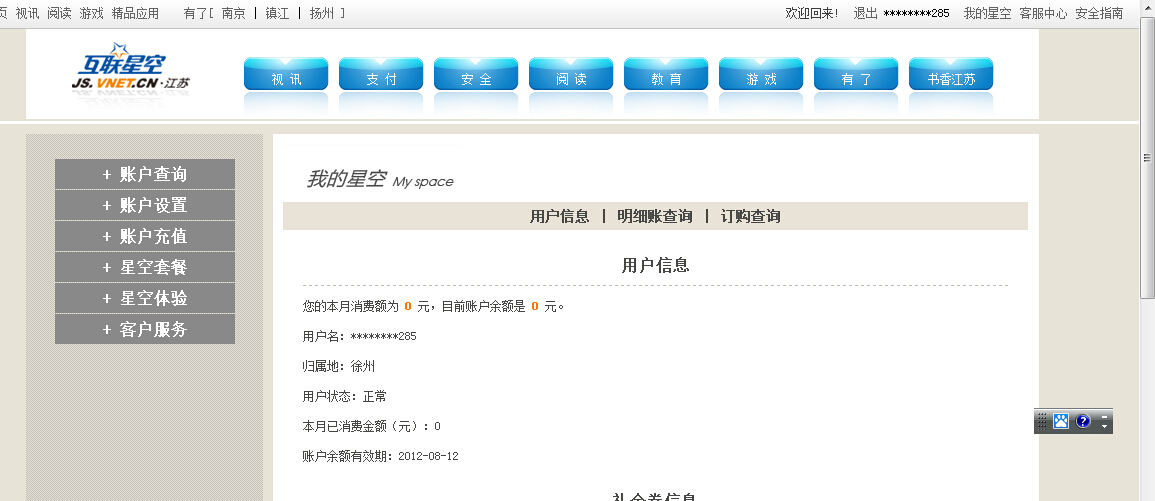 页 视讯 阅读 游戏 精品应用 有了[ 南京 | 镇江 | 扬州 ] 欢迎回来! 退出 ********285 我的星空 客服中心 安全指南
互联星空
JS.VNET.CN·江苏
视 讯 支 付 安 全 阅 读 教 育 游 戏 有 了 书香江苏
+ 账户查询
+ 账户设置
+ 账户充值
+ 星空套餐
+ 星空体验
+ 客户服务
我的星空 My space
用户信息 | 明细账查询 | 订购查询
用户信息
您的本月消费额为 0 元，目前账户余额是 0 元。
用户名：********285
归属地：徐州
用户状态：正常
本月已消费金额（元）：0
账户余额有效期：2012-08-12
礼金券信息